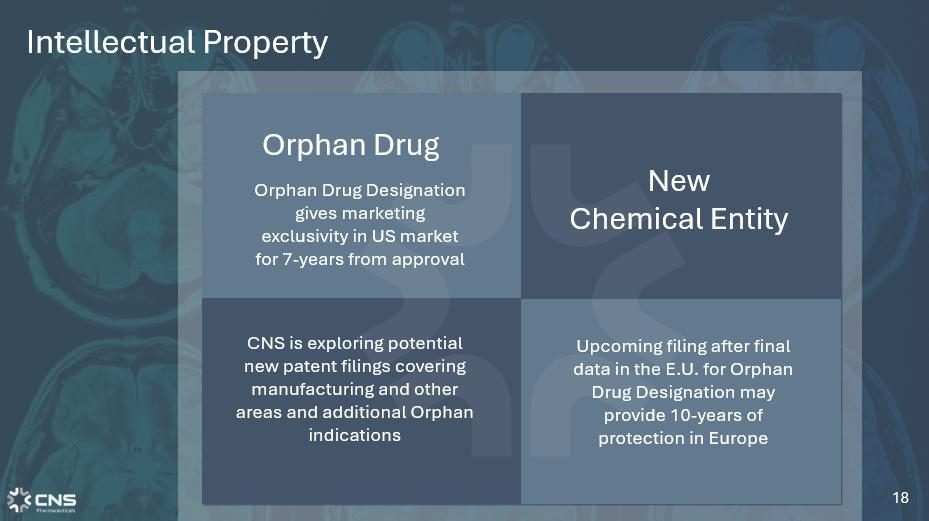 Intellectual Property
Orphan Drug
Orphan Drug Designation
gives marketing
exclusivity in US market
for 7-years from approval
New
Chemical Entity
CNS is exploring potential
new patent filings covering
manufacturing and other
areas and additional Orphan
indications
Upcoming filing after final
data in the E.U. for Orphan
Drug Designation may
provide 10-years of
protection in Europe
CNS
Pharmaceuticals
18